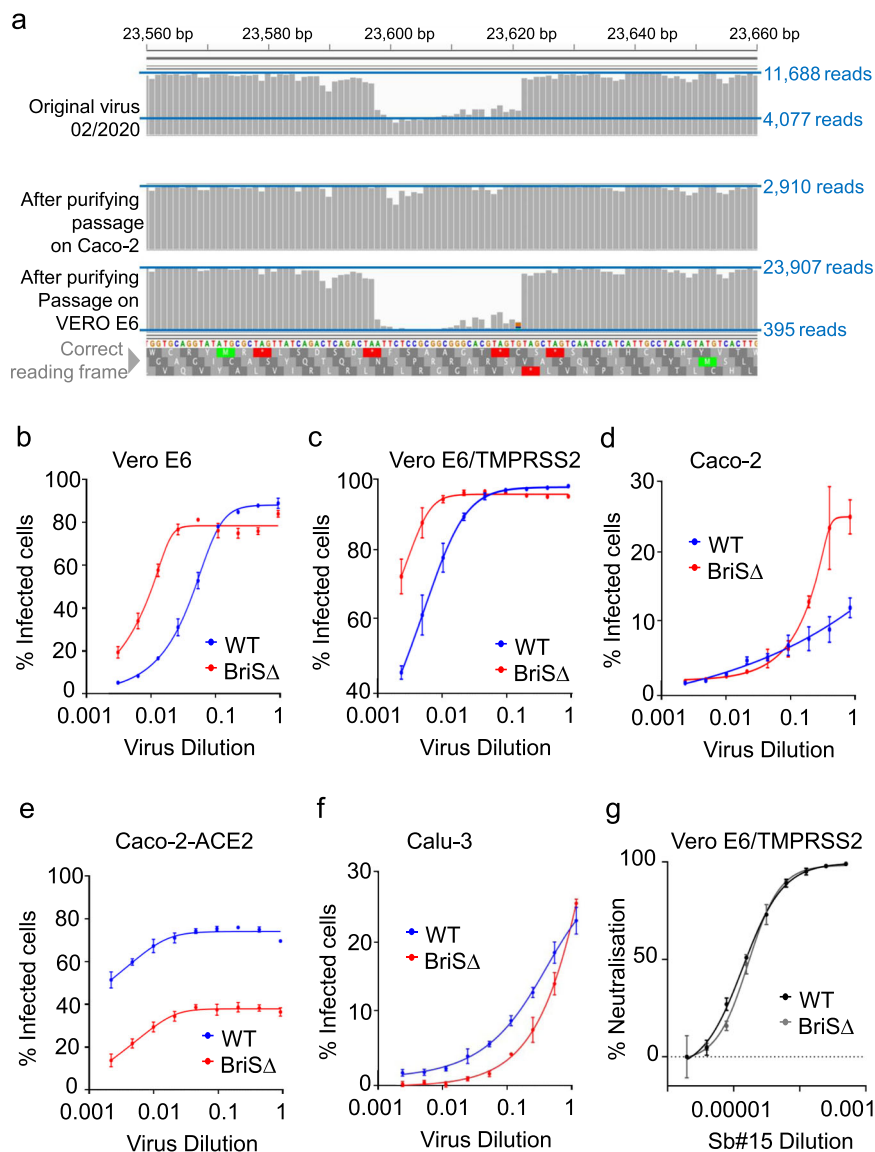 a
23,560 bp 23,580 bp 23,600 bp 23,620 bp 23,640 bp 23,660 bp
11,688 reads
Original virus
02/2020
4,077 reads
2,910 reads
After purifying
passage
on Caco-2
23,907 reads
After purifying
Passage on
VERO E6
395 reads
Correct
reading frame
b
Vero E6
% Infected cells
100
80
60
40
20
0
WT
BriSΔ
0.001 0.01 0.1 1
Virus Dilution
c
Vero E6/TMPRSS2
% Infected cells
100
80
60
40
WT
BriSΔ
0.001 0.01 0.1 1
Virus Dilution
d
Caco-2
% Infected cells
30
20
10
0
WT
BriSΔ
0.001 0.01 0.1 1
Virus Dilution
e
Caco-2-ACE2
% Infected cells
100
80
60
40
20
0
WT
BriSΔ
0.001 0.01 0.1 1
Virus Dilution
f
Calu-3
% Infected cells
30
20
10
0
WT
BriSΔ
0.001 0.01 0.1 1
Virus Dilution
g
Vero E6/TMPRSS2
% Neutralisation
100
50
0
WT
BriSΔ
0.00001 0.001
Sb#15 Dilution